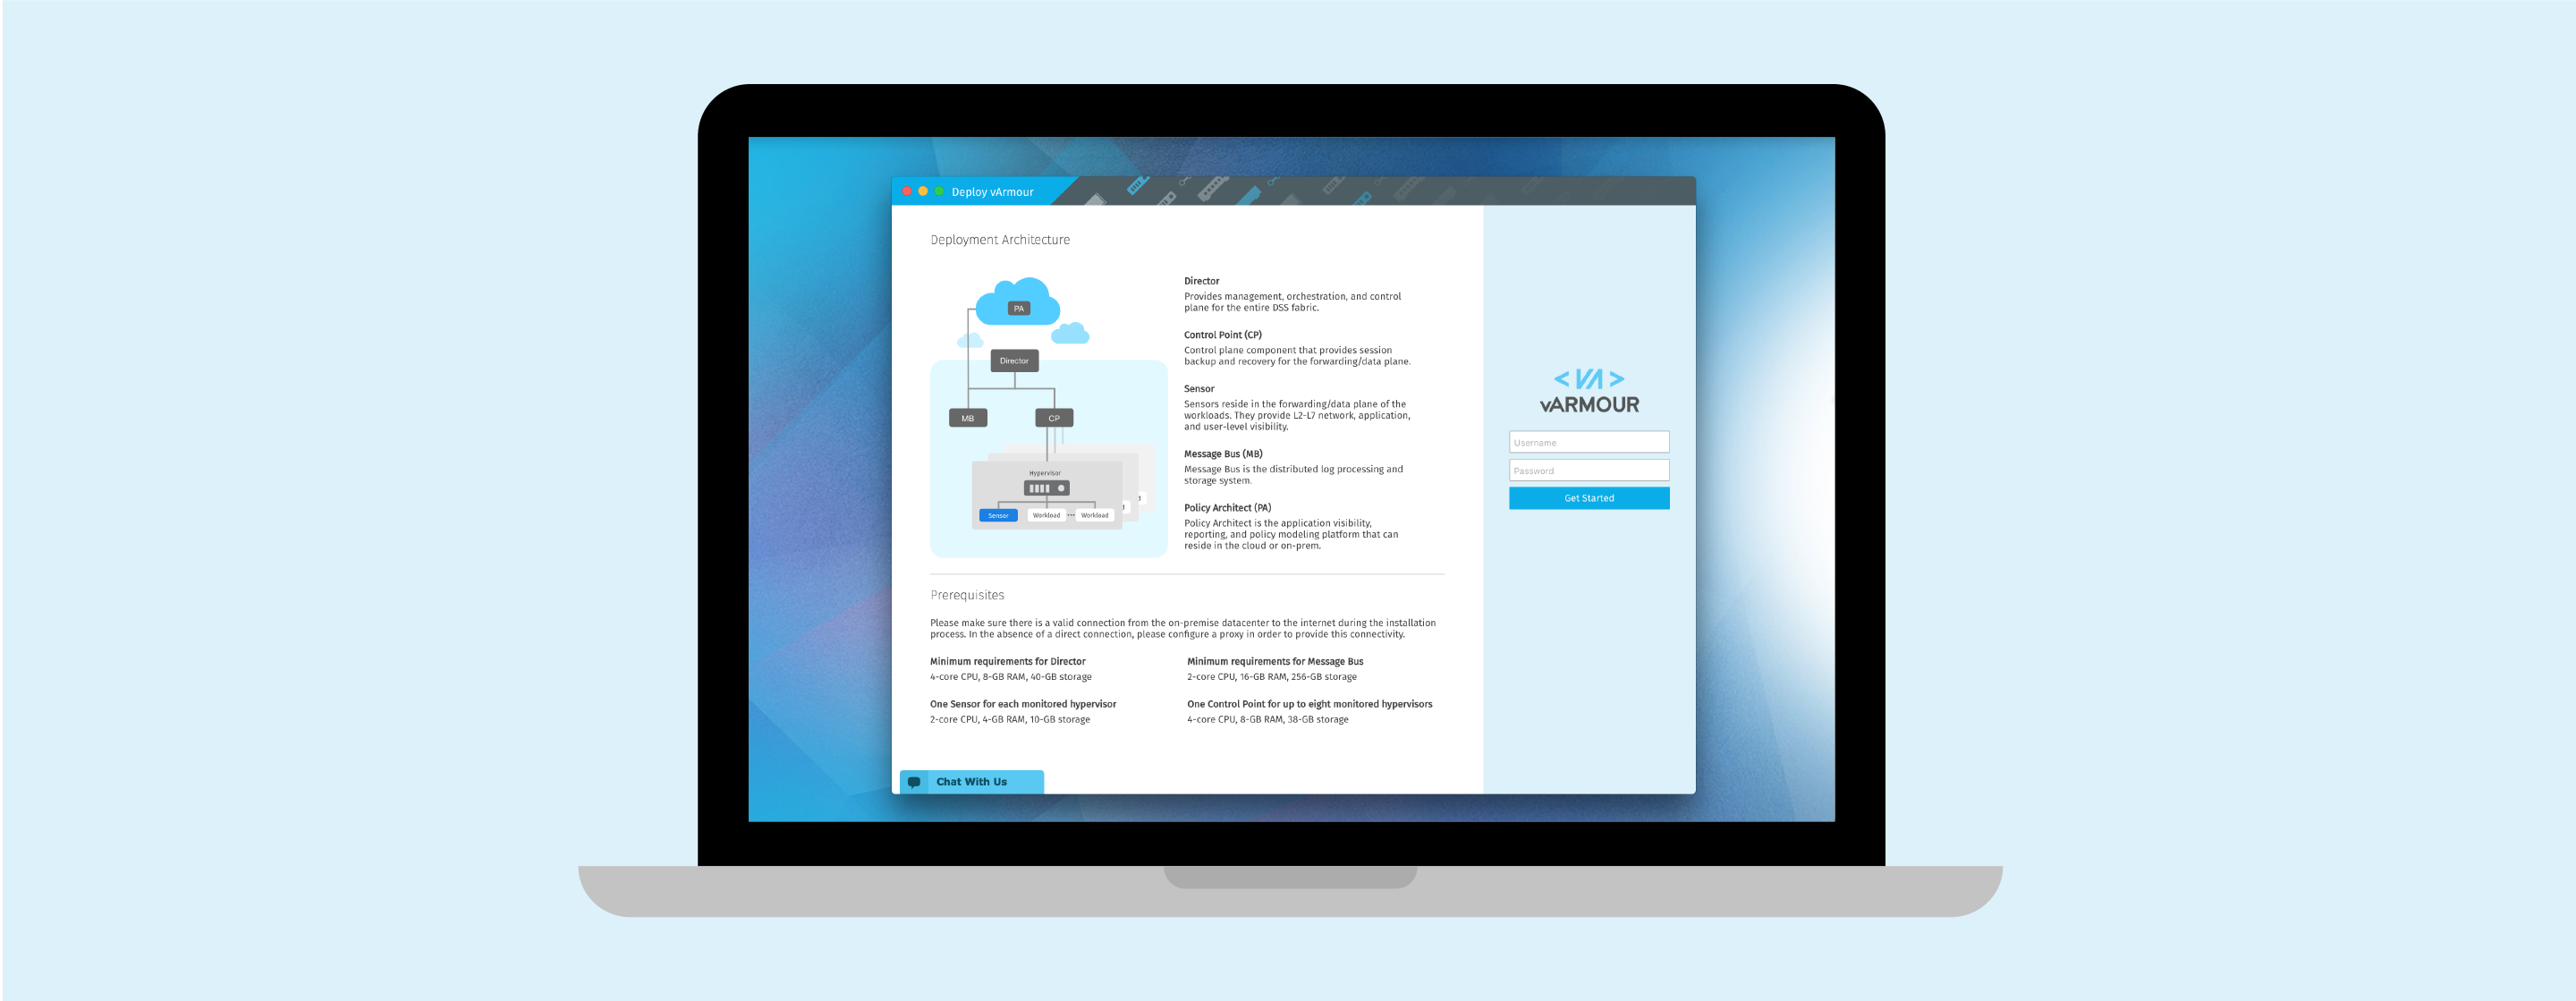 Deploy vArmour
Deployment Architecture
PA
Director
MB
CP
Hypervisor
Sensor
Workload
Workload
Director
Provides management, orchestration, and control
plane for the entire DSS fabric.
Control Point (CP)
Control plane component that provides session
backup and recovery for the forwarding/data plane.
Sensor
Sensors reside in the forwarding/data plane of the
workloads. They provide L2-L7 network, application,
and user-level visibility.
Message Bus (MB)
Message Bus is the distributed log processing and
storage system.
Policy Architect (PA)
Policy Architect is the application visibility,
reporting, and policy modeling platform that can
reside in the cloud or on-prem.
Prerequisites
Please make sure there is a valid connection from the on-premise datacenter to the internet during the installation
process. In the absence of a direct connection, please configure a proxy in order to provide this connectivity.
Minimum requirements for Director
4-core CPU, 8-GB RAM, 40-GB storage
Minimum requirements for Message Bus
2-core CPU, 16-GB RAM, 256-GB storage
One Sensor for each monitored hypervisor
2-core CPU, 4-GB RAM, 10-GB storage
One Control Point for up to eight monitored hypervisors
4-core CPU, 8-GB RAM, 38-GB storage
Chat With Us
<VA>
vARMOUR
Username
Password
Get Started